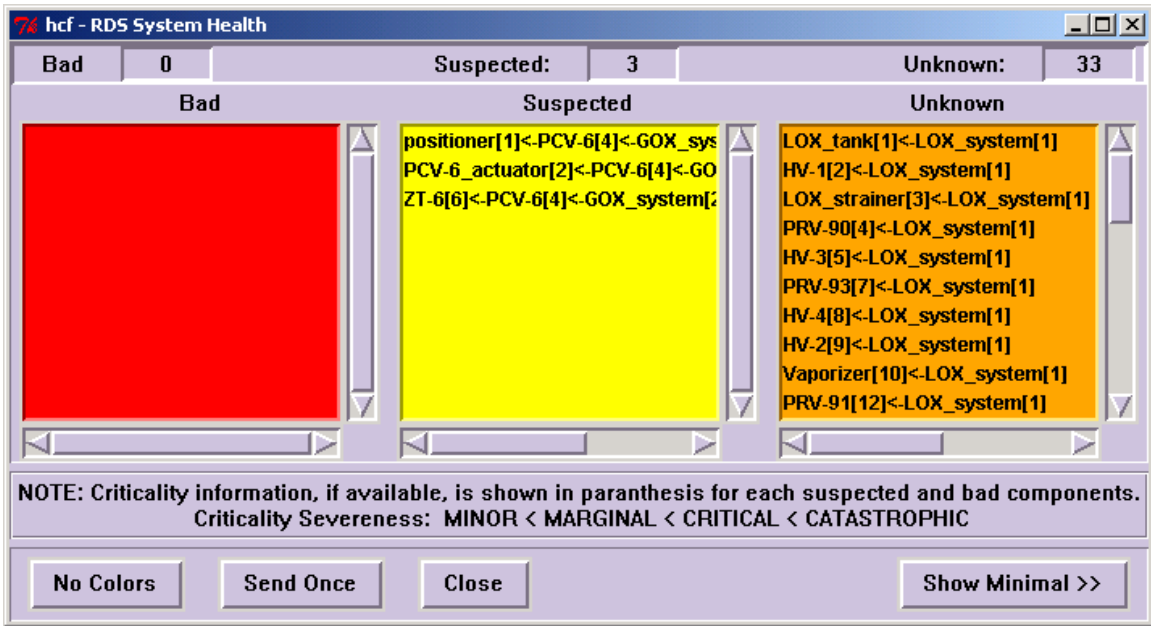 hcf - RDS System Health
Bad 0 Suspected: 3 Unknown: 33
Bad Suspected Unknown
positioner[1]<-PCV-6[4]<-GOX_sys
PCV-6_actuator[2]<-PCV-6[4]<-GO
ZT-6[6]<-PCV-6[4]<-GOX_system[2
LOX_tank[1]<-LOX_system[1]
HV-1[2]<-LOX_system[1]
LOX_strainer[3]<-LOX_system[1]
PRV-90[4]<-LOX_system[1]
HV-3[5]<-LOX_system[1]
PRV-93[7]<-LOX_system[1]
HV-4[8]<-LOX_system[1]
HV-2[9]<-LOX_system[1]
Vaporizer[10]<-LOX_system[1]
PRV-91[12]<-LOX_system[1]
NOTE: Criticality information, if available, is shown in paranthesis for each suspected and bad components.
Criticality Severeness: MINOR < MARGINAL < CRITICAL < CATASTROPHIC
No Colors Send Once Close Show Minimal >>